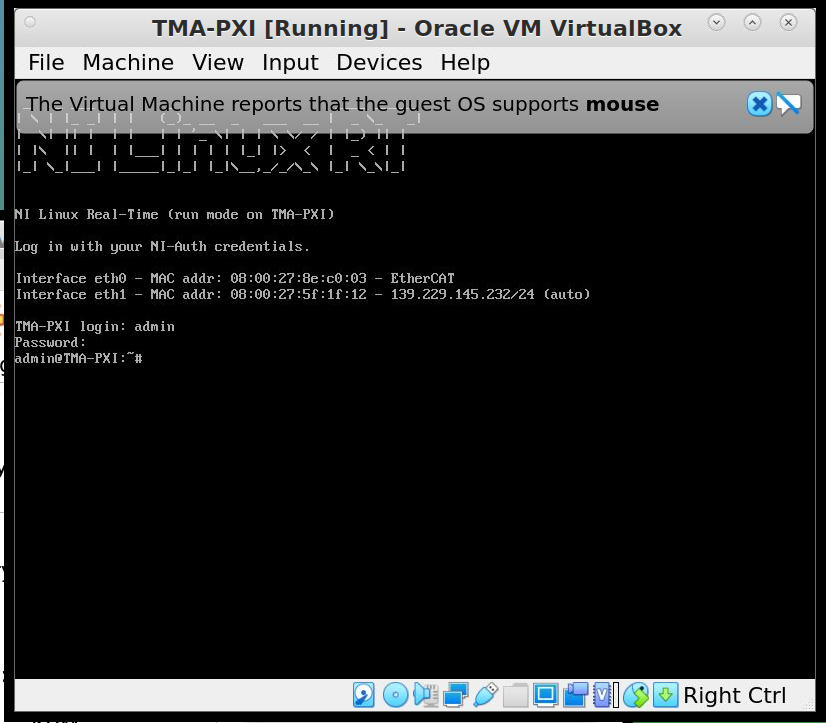 TMA-PXI [Running] - Oracle VM VirtualBox
File Machine View Input Devices Help
The Virtual Machine reports that the guest OS supports mouse
NI Linux Real-Time (run mode on TMA-PXI)
Log in with your NI-Auth credentials.
Interface eth0 - MAC addr: 08:00:27:8e:c0:03 - EtherCAT
Interface eth1 - MAC addr: 08:00:27:5f:1f:12 - 139.229.145.232/24 (auto)
TMA-PXI login: admin
Password:
admin@TMA-PXI:~#
Right Ctrl